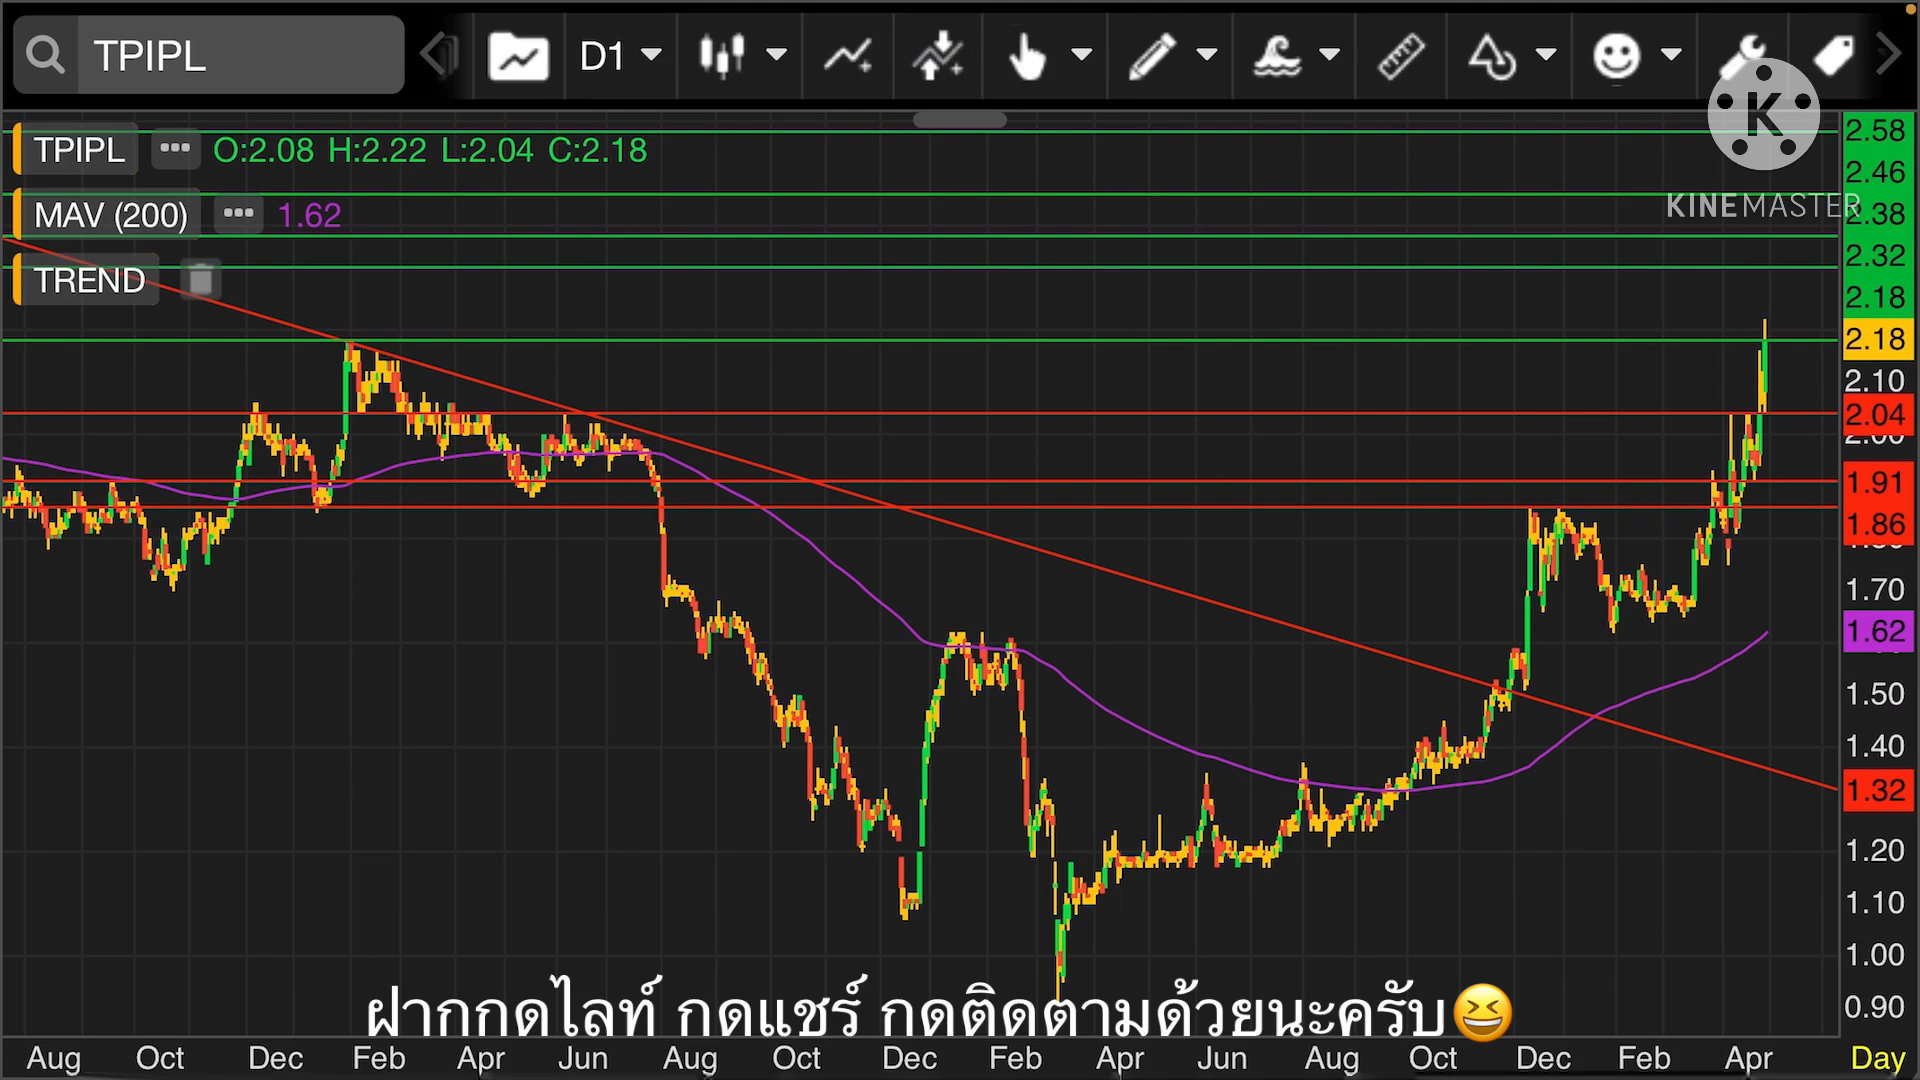 TPIPL
D1
TPIPL ••• O:2.08 H:2.22 L:2.04 C:2.18
MAV (200) ••• 1.62
TREND
K
KINEMASTER
2.58
2.46
2.38
2.32
2.18
2.18
2.10
2.04
2.00
1.91
1.86
1.80
1.70
1.62
1.50
1.40
1.32
1.20
1.10
1.00
0.90
ฝากกดไลท์ กดแชร์ กดติดตามด้วยนะครับ😆
Aug Oct Dec Feb Apr Jun Aug Oct Dec Feb Apr Jun Aug Oct Dec Feb Apr Day